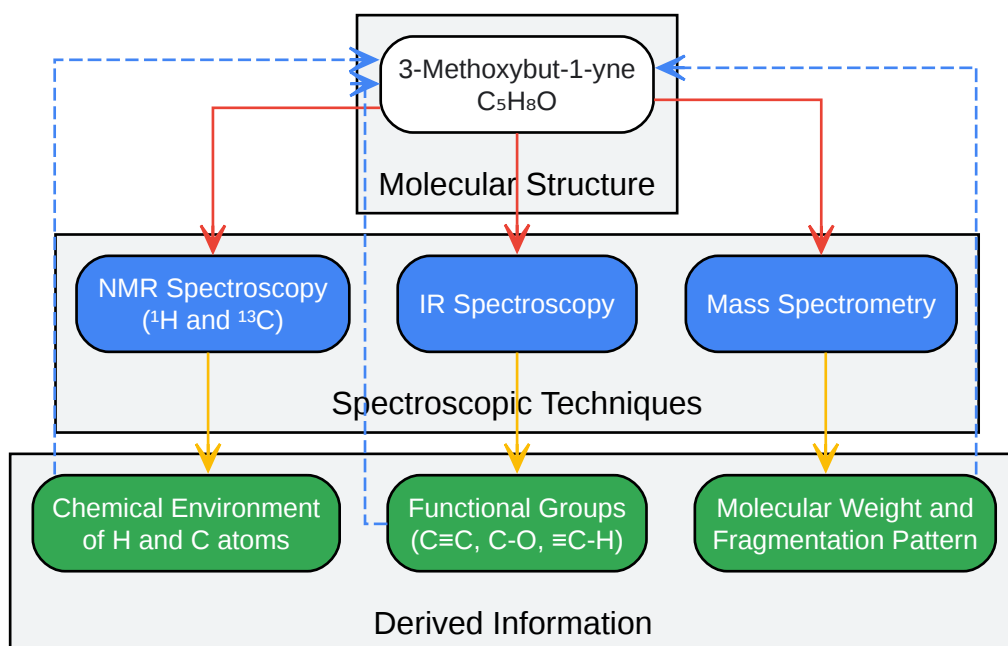 3-Methoxybut-1-yne
C₅H₈O
Molecular Structure
NMR Spectroscopy
(¹H and ¹³C)
IR Spectroscopy
Mass Spectrometry
Spectroscopic Techniques
Chemical Environment
of H and C atoms
Functional Groups
(C≡C, C-O, ≡C-H)
Molecular Weight and
Fragmentation Pattern
Derived Information